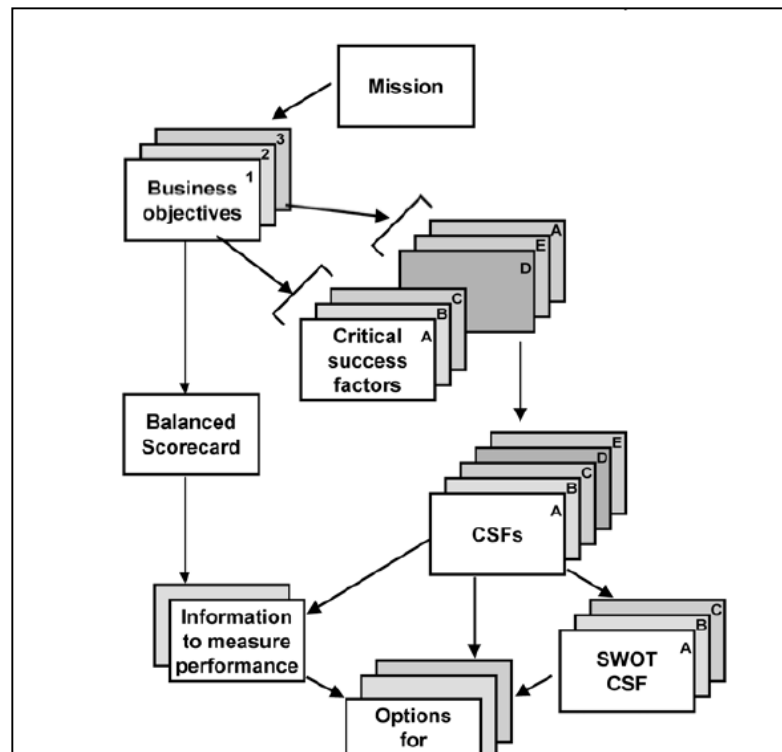 Mission
3
2
1
Business
objectives
A
E
D
C
B
A
Critical
success
factors
Balanced
Scorecard
E
D
C
B
A
CSFs
Information
to measure
performance
C
B
A
SWOT
CSF
Options
for